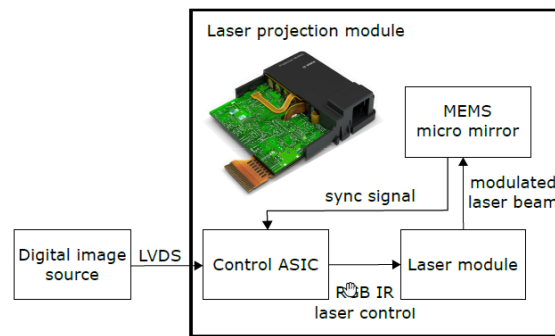 Laser projection module
MEMS
micro mirror
sync signal
modulated
laser beam
Digital image
source
LVDS
Control ASIC
Laser module
RGB IR
laser control